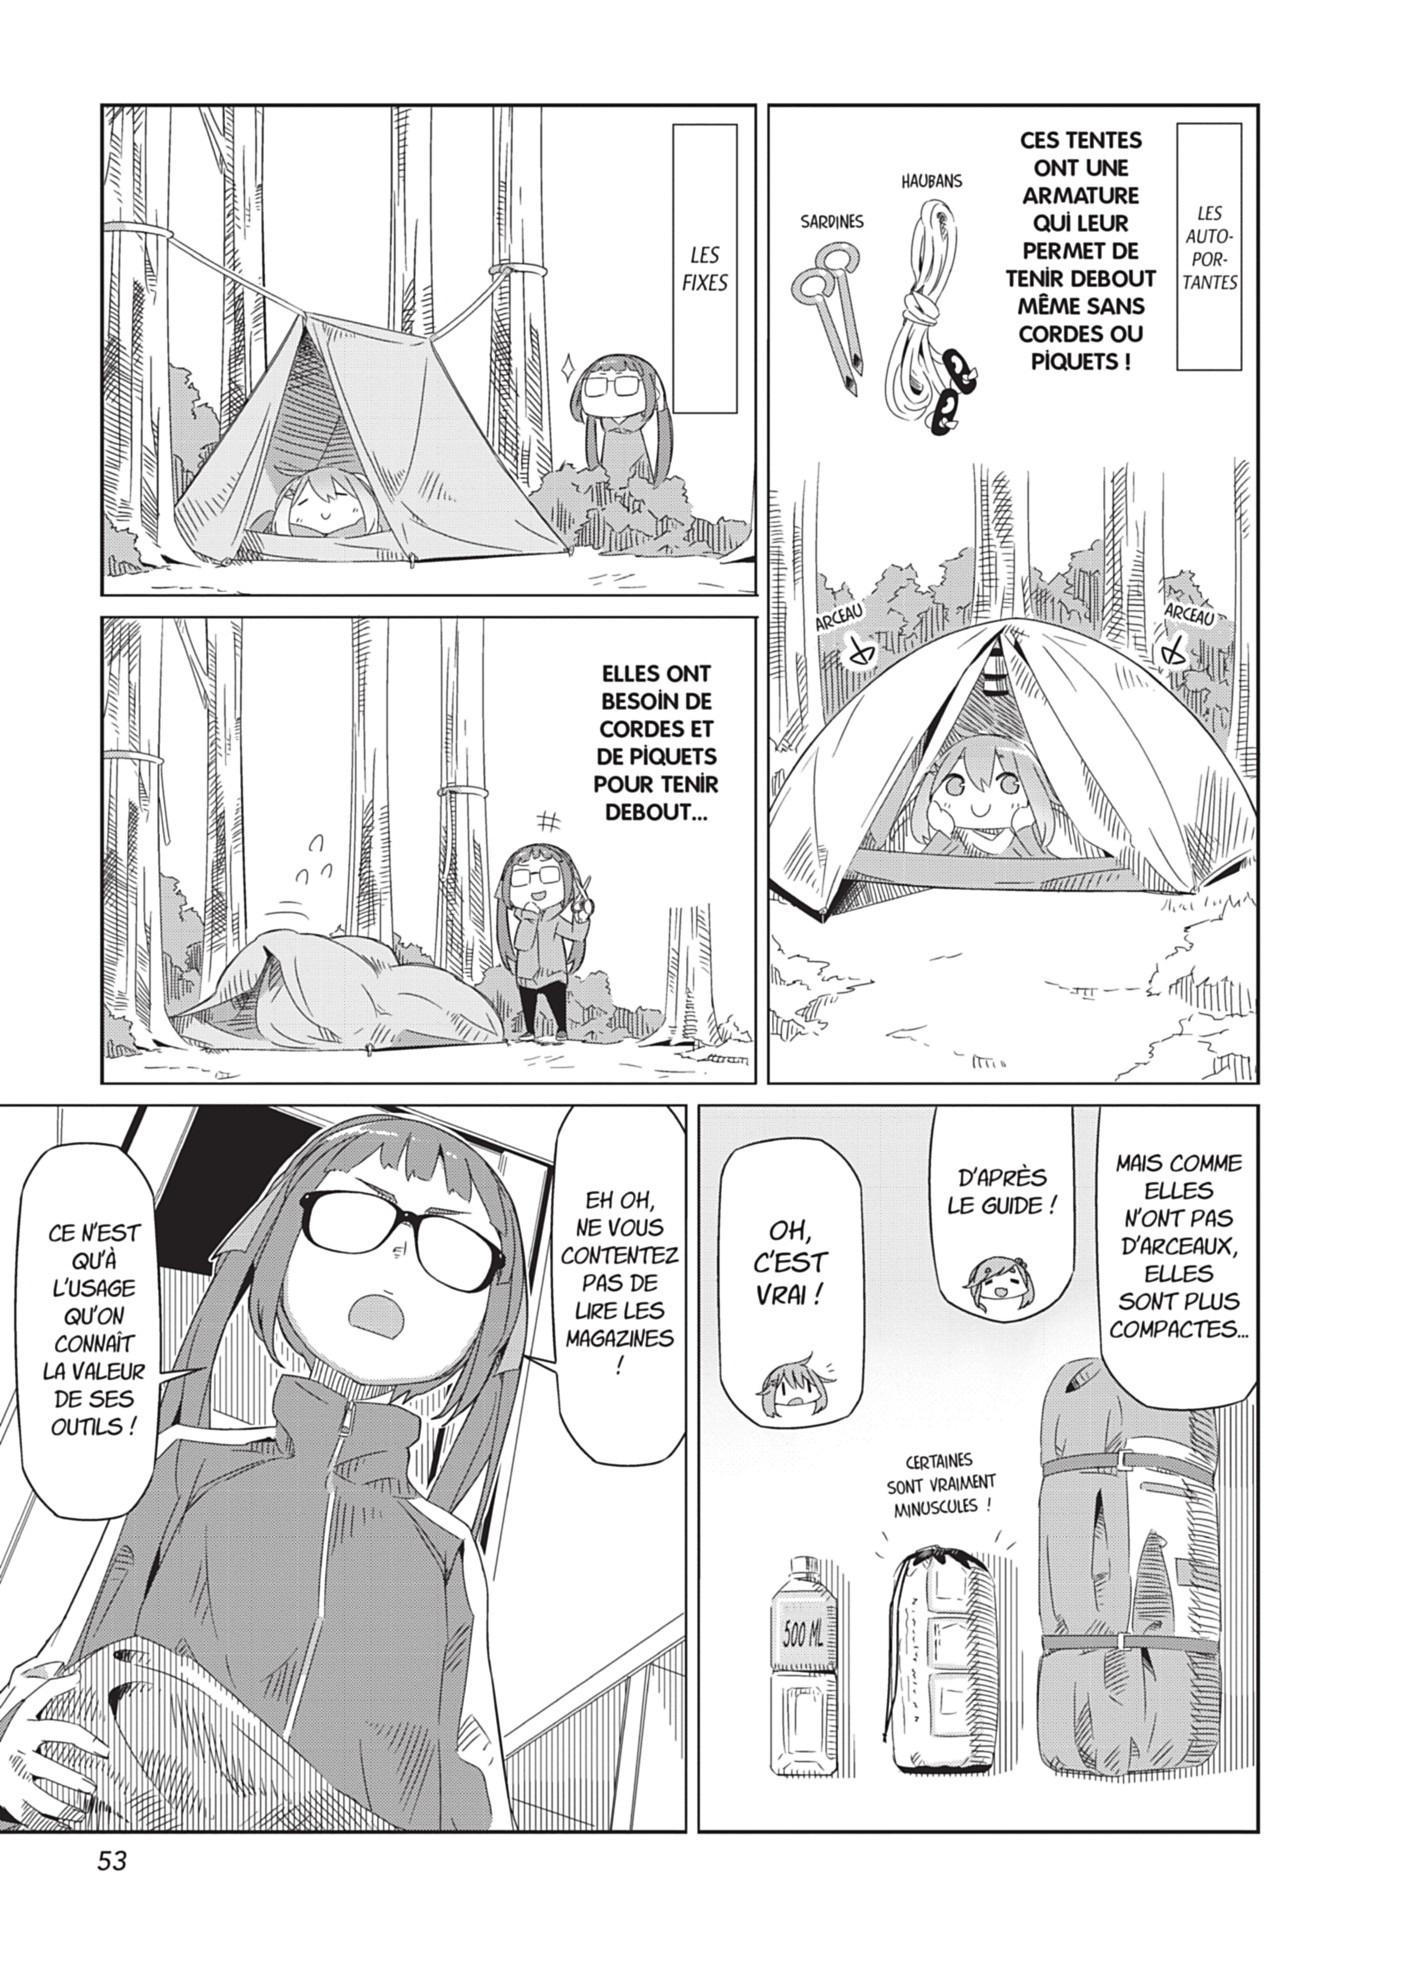 LES
AUTO-
POR-
TANTES
CES TENTES
ONT UNE
ARMATURE
QUI LEUR
PERMET DE
TENIR DEBOUT
MÊME SANS
CORDES OU
PIQUETS !
HAUBANS
SARDINES
ARCEAU
ARCEAU
LES
FIXES
ELLES ONT
BESOIN DE
CORDES ET
DE PIQUETS
POUR TENIR
DEBOUT...
MAIS COMME
ELLES
N'ONT PAS
D'ARCEAUX,
ELLES
SONT PLUS
COMPACTES...
D'APRÈS
LE GUIDE !
OH,
C'EST
VRAI !
CERTAINES
SONT VRAIMENT
MINUSCULES !
500 ML
EH OH,
NE VOUS
CONTENTEZ
PAS DE
LIRE LES
MAGAZINES
!
CE N'EST
QU'À
L'USAGE
QU'ON
CONNAÎT
LA VALEUR
DE SES
OUTILS !
53